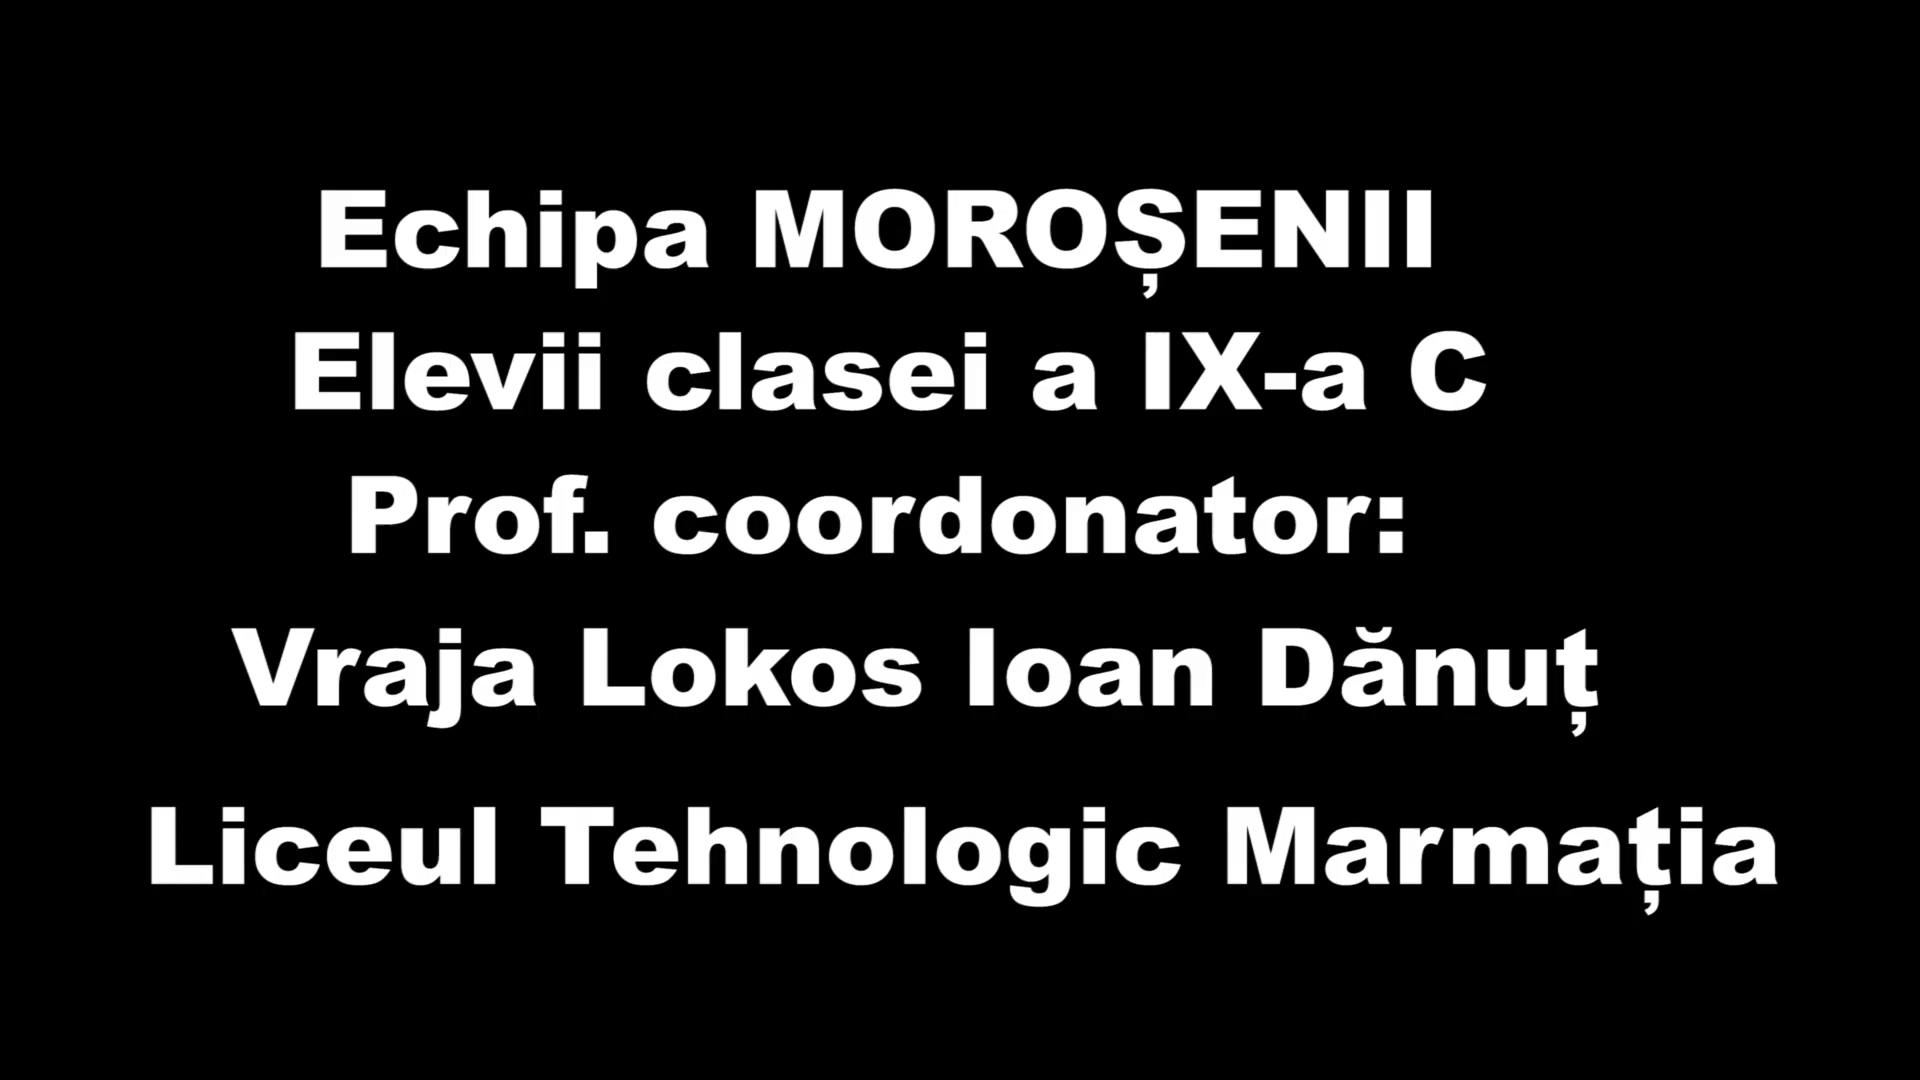 Echipa MOROȘENII
Elevii clasei a IX-a C
Prof. coordonator:
Vraja Lokos Ioan Dănuț
Liceul Tehnologic Marmația